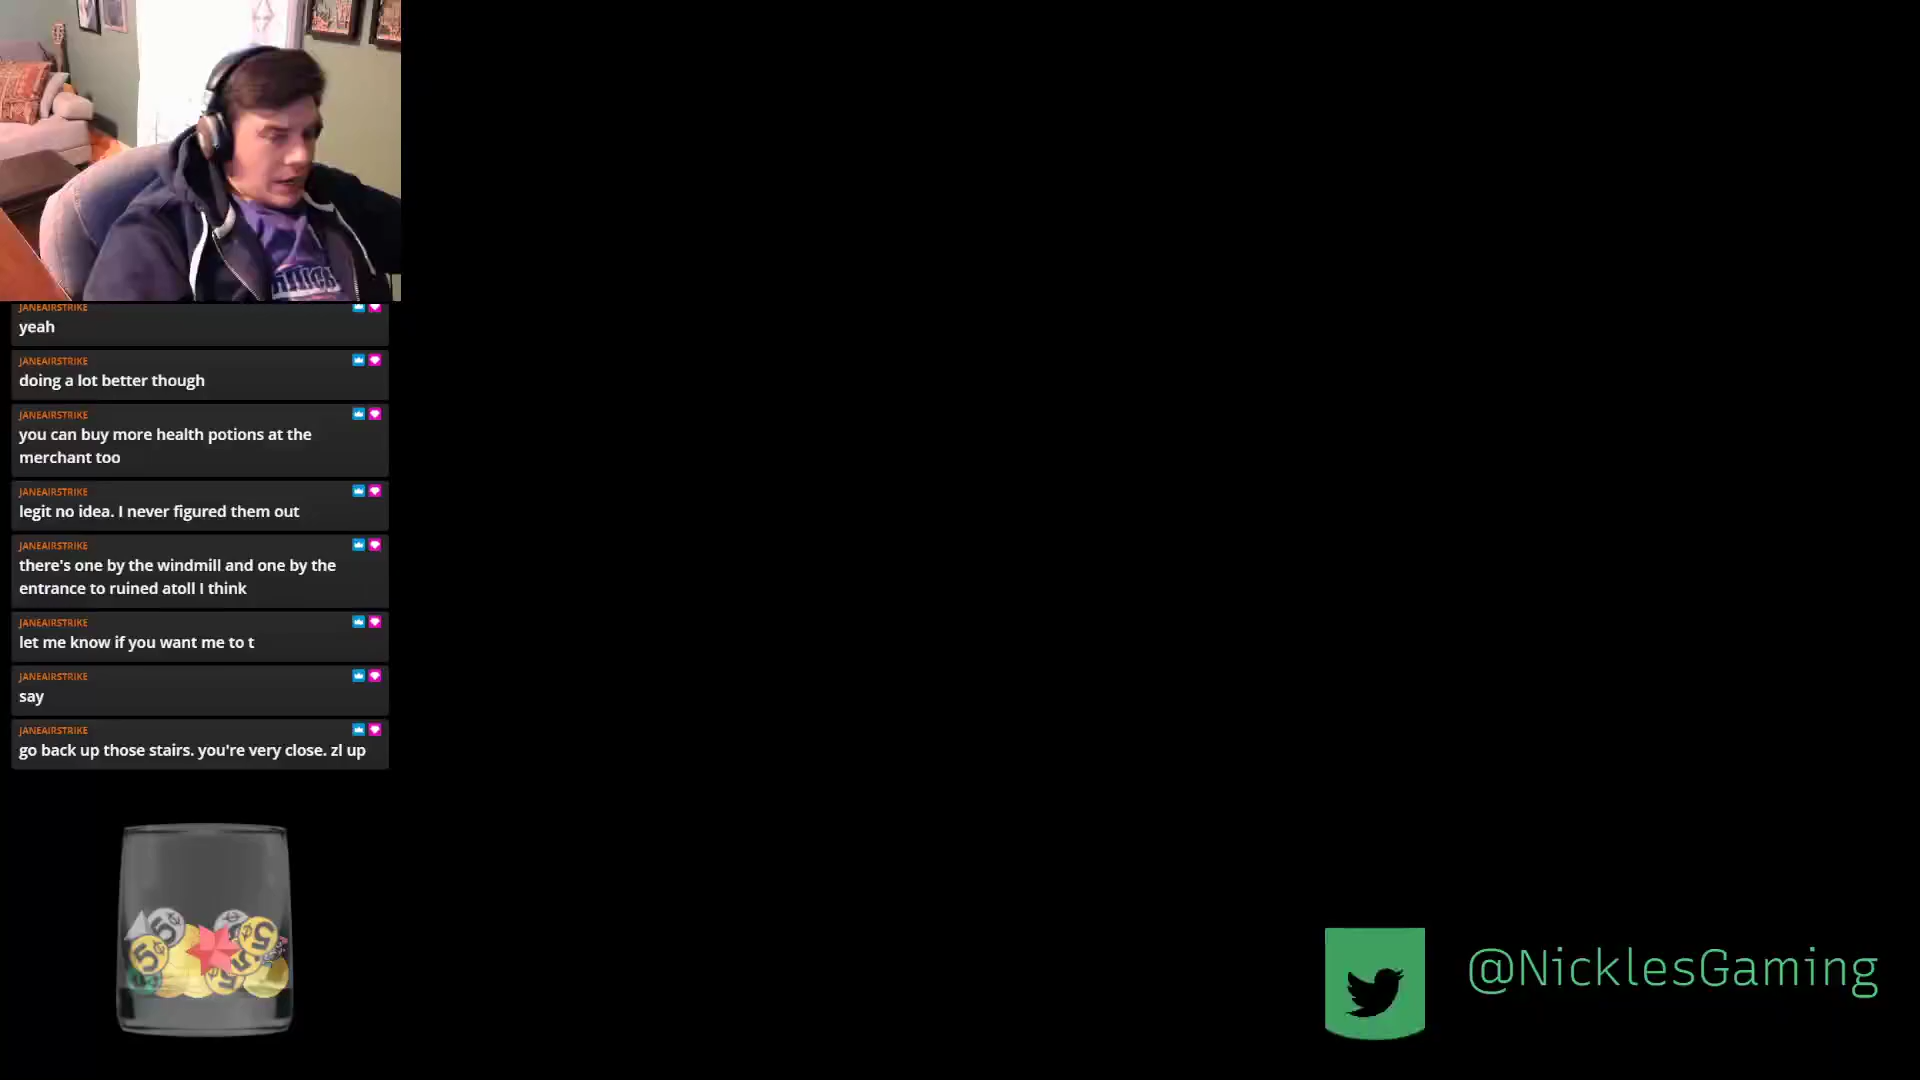 JANEAIRSTRIKE
yeah
JANEAIRSTRIKE
doing a lot better though
JANEAIRSTRIKE
you can buy more health potions at the
merchant too
JANEAIRSTRIKE
legit no idea. I never figured them out
JANEAIRSTRIKE
there's one by the windmill and one by the
entrance to ruined atoll I think
JANEAIRSTRIKE
let me know if you want me to t
JANEAIRSTRIKE
say
JANEAIRSTRIKE
go back up those stairs. you're very close. zl up
5¢
5¢
5¢
@NicklesGaming